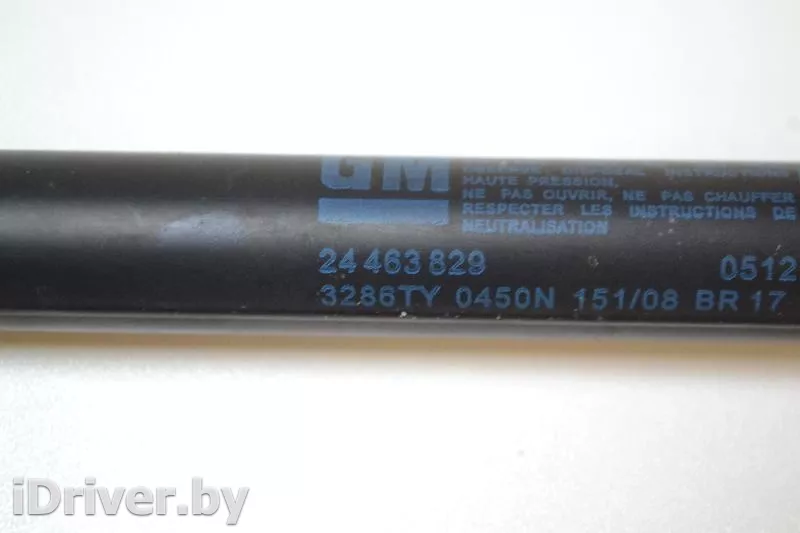 GM
HAUTE PRESSION,
NE PAS OUVRIR, NE PAS CHAUFFER
RESPECTER LES INSTRUCTIONS DE
NEUTRALISATION
24 463 829 0512
3286TY 0450N 151/08 BR 17
iDriver.by